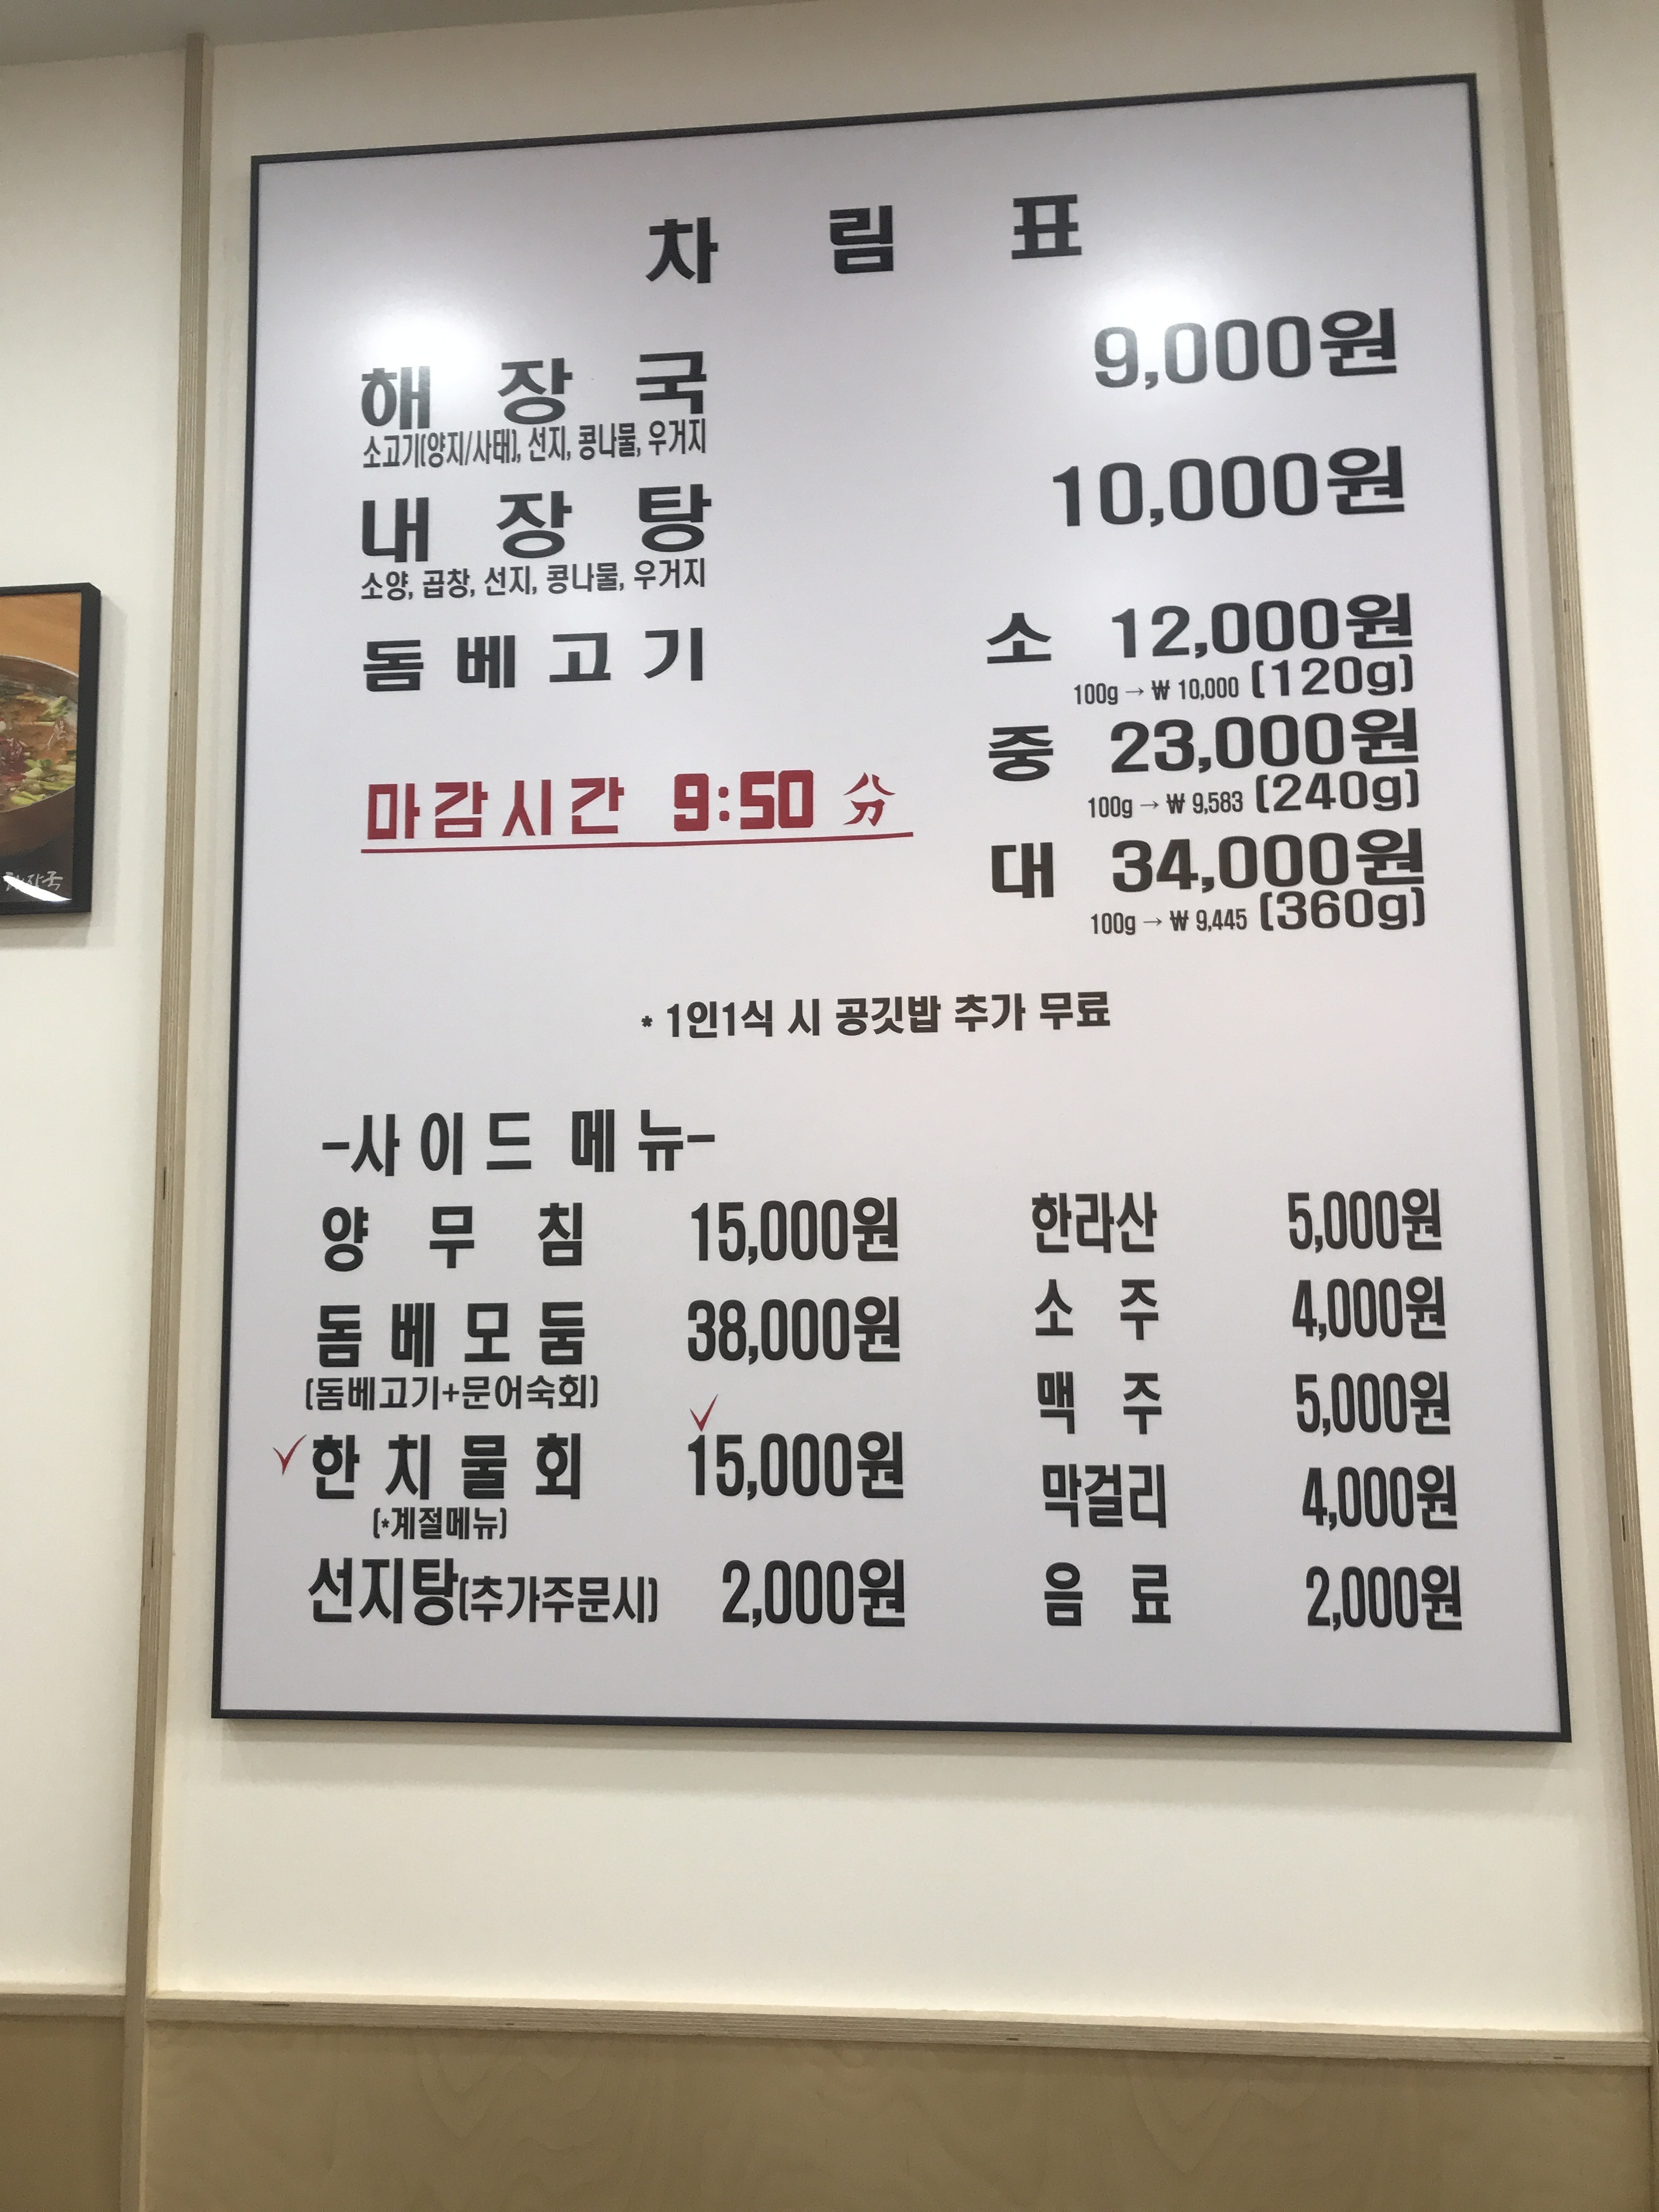 차 림 표
해 장 국 9,000원
소고기(양지/사태), 선지, 콩나물, 우거지
내 장 탕 10,000원
소양, 곱창, 선지, 콩나물, 우거지
돔 베 고 기 소 12,000원
100g → ₩ 10,000 (120g)
중 23,000원
100g → ₩ 9,583 (240g)
마감시간 9:50 分
대 34,000원
100g → ₩ 9,445 (360g)
* 1인1식 시 공깃밥 추가 무료
-사 이 드 메 뉴-
양 무 침 15,000원
돔 베 모 둠 38,000원
(돔베고기+문어숙회)
한 치 물 회 15,000원
(*계절메뉴)
선지탕(추가주문시) 2,000원
한라산 5,000원
소 주 4,000원
맥 주 5,000원
막걸리 4,000원
음 료 2,000원